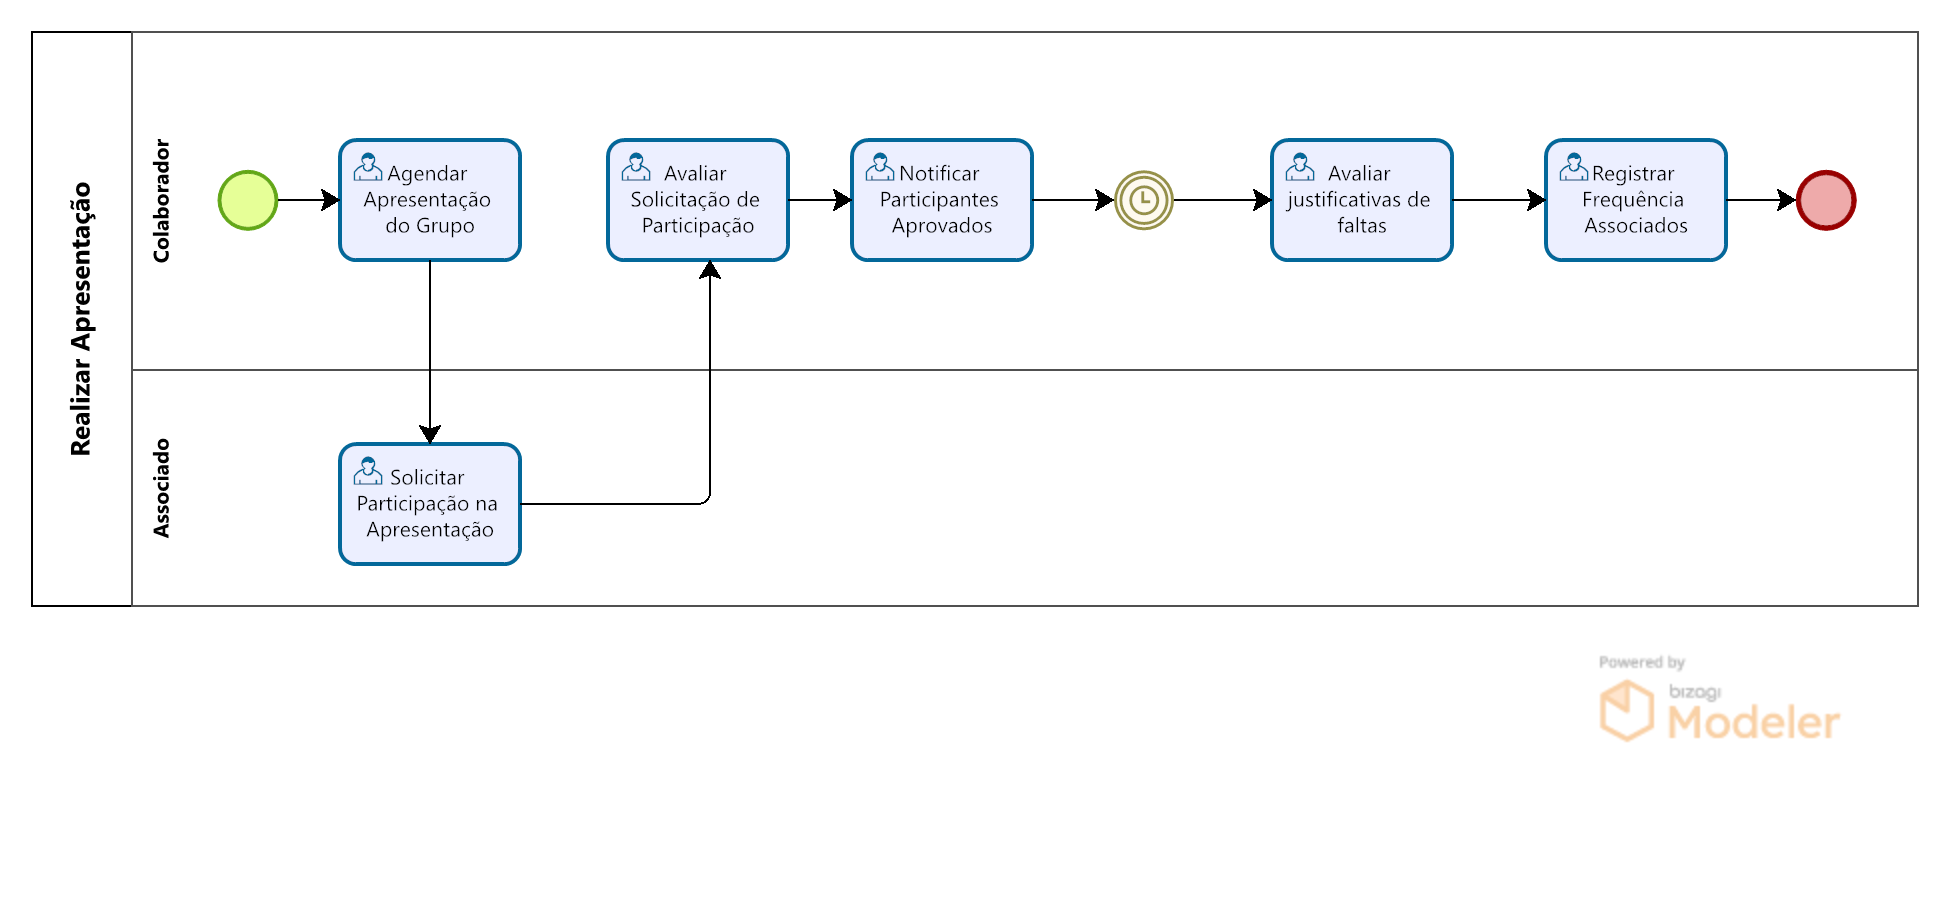 Realizar Apresentação
Colaborador
Agendar
Apresentação
do Grupo
Avaliar
Solicitação de
Participação
Notificar
Participantes
Aprovados
Avaliar
justificativas de
faltas
Registrar
Frequência
Associados
Associado
Solicitar
Participação na
Apresentação
Powered by
bizagi
Modeler